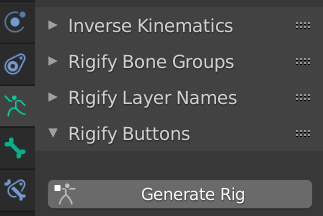 Inverse Kinematics
Rigify Bone Groups
Rigify Layer Names
Rigify Buttons
Generate Rig